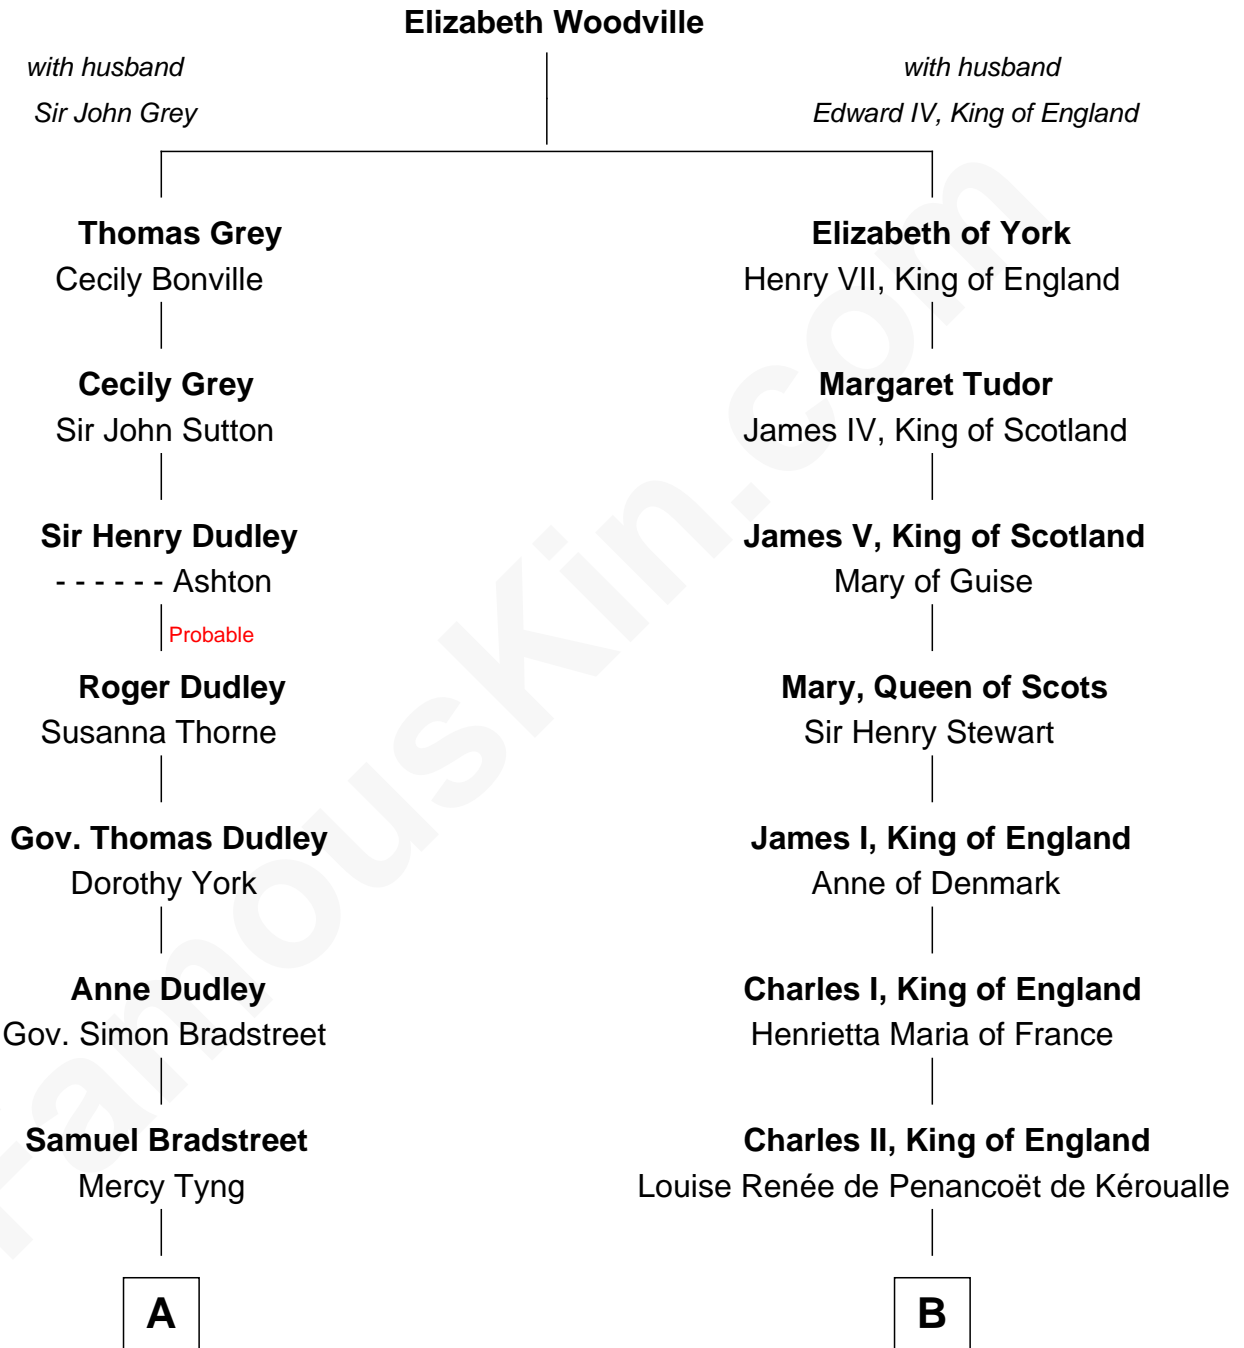 Elizabeth Woodville
with husband
Sir John Grey
with husband
Edward IV, King of England
Thomas Grey
Cecily Bonville
Elizabeth of York
Henry VII, King of England
Cecily Grey
Sir John Sutton
Margaret Tudor
James IV, King of Scotland
Sir Henry Dudley
- - - - - - Ashton
James V, King of Scotland
Mary of Guise
Probable
Roger Dudley
Susanna Thorne
Mary, Queen of Scots
Sir Henry Stewart
Gov. Thomas Dudley
Dorothy York
James I, King of England
Anne of Denmark
Anne Dudley
Gov. Simon Bradstreet
Charles I, King of England
Henrietta Maria of France
Samuel Bradstreet
Mercy Tyng
Charles II, King of England
Louise Renée de Penancoët de Kéroualle
A
B
FamousKin.com